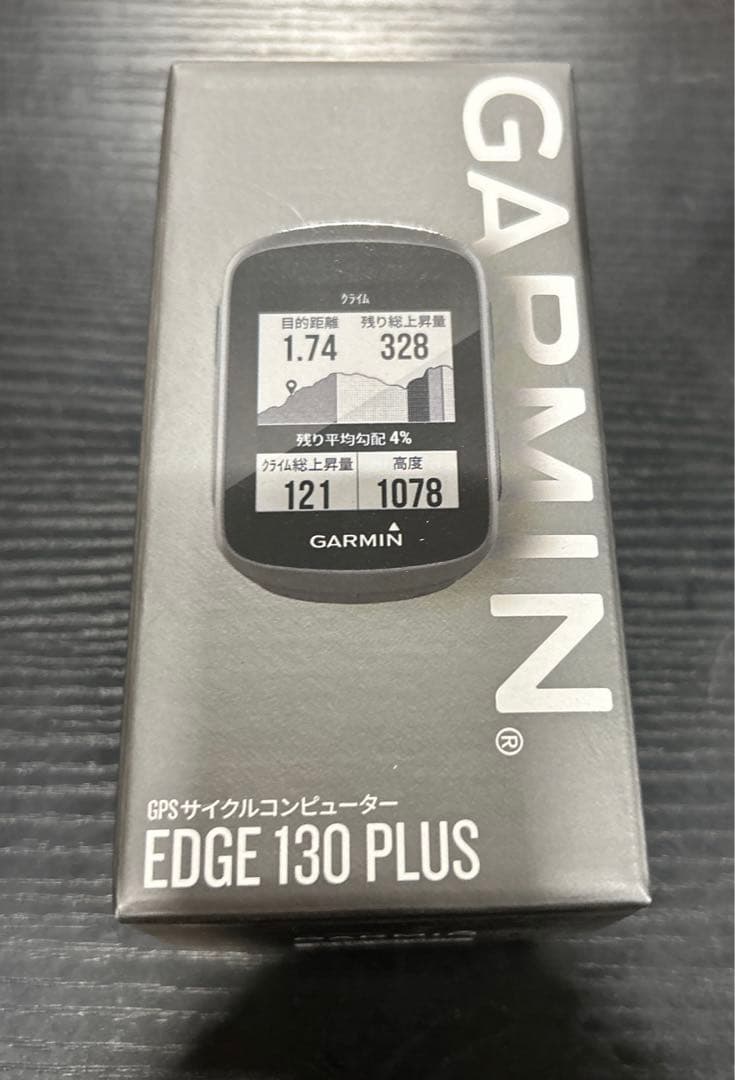 GARMIN®
クライム
目的距離 残り総上昇量
1.74 328
残り平均勾配 4%
クライム総上昇量 高度
121 1078
GARMIN
GPSサイクルコンピューター
EDGE 130 PLUS